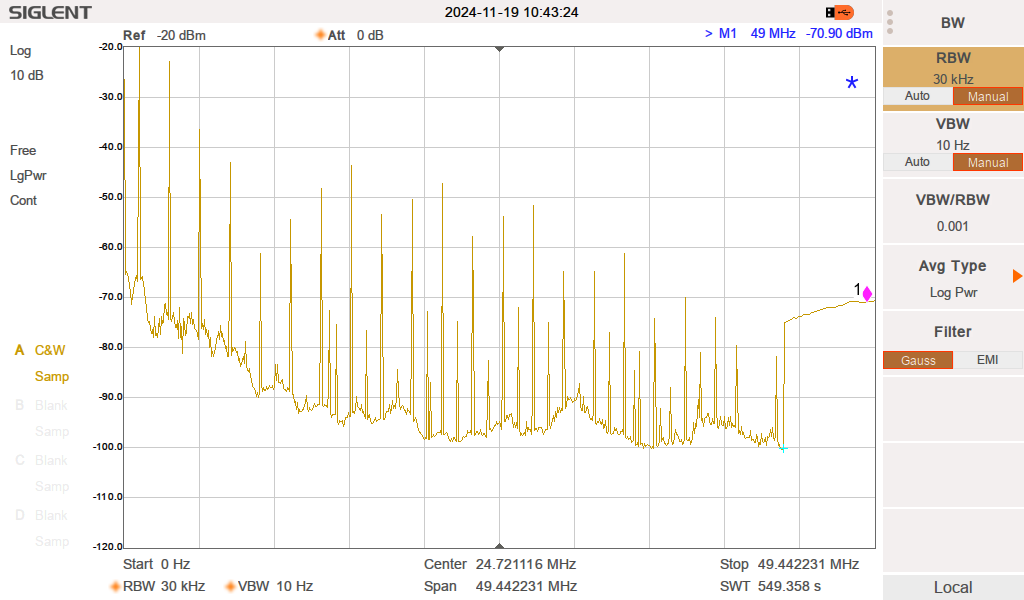 SIGLENT 2024-11-19 10:43:24
Ref -20 dBm Att 0 dB > M1 49 MHz -70.90 dBm
Log
10 dB
Free
LgPwr
Cont
A C&W
Samp
B Blank
Samp
C Blank
Samp
D Blank
Samp
-20.0
-30.0
-40.0
-50.0
-60.0
-70.0
-80.0
-90.0
-100.0
-110.0
-120.0
1
*
Start 0 Hz Center 24.721116 MHz Stop 49.442231 MHz
RBW 30 kHz VBW 10 Hz Span 49.442231 MHz SWT 549.358 s
BW
RBW
30 kHz
Auto Manual
VBW
10 Hz
Auto Manual
VBW/RBW
0.001
Avg Type
Log Pwr
Filter
Gauss EMI
Local